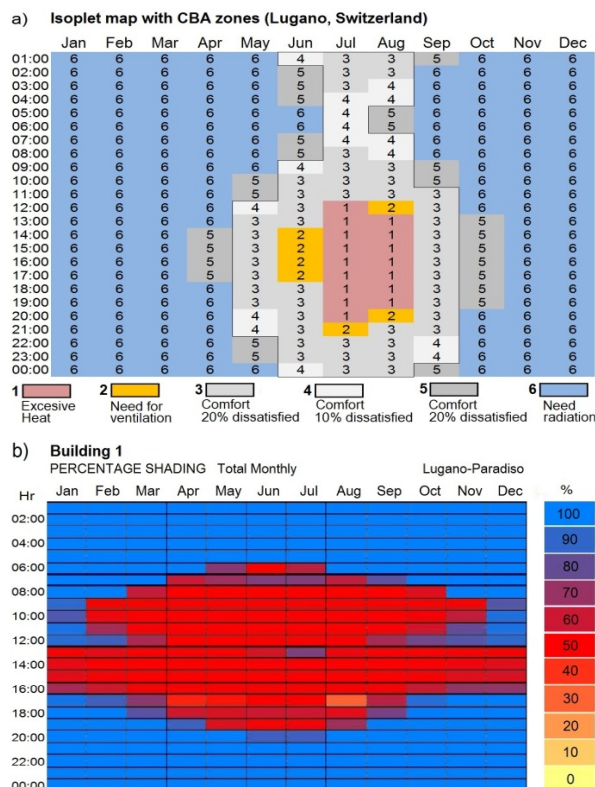 a) Isoplet map with CBA zones (Lugano, Switzerland)
Jan Feb Mar Apr May Jun Jul Aug Sep Oct Nov Dec
01:00 6 6 6 6 6 4 3 3 5 6 6 6
02:00 6 6 6 6 6 5 3 3 6 6 6 6
03:00 6 6 6 6 6 5 3 4 6 6 6 6
04:00 6 6 6 6 6 5 4 4 6 6 6 6
05:00 6 6 6 6 6 6 4 5 6 6 6 6
06:00 6 6 6 6 6 6 4 5 6 6 6 6
07:00 6 6 6 6 6 5 4 4 6 6 6 6
08:00 6 6 6 6 6 5 3 4 6 6 6 6
09:00 6 6 6 6 6 4 3 3 5 6 6 6
10:00 6 6 6 6 5 3 3 3 5 6 6 6
11:00 6 6 6 6 5 3 3 3 3 6 6 6
12:00 6 6 6 6 4 3 1 2 3 6 6 6
13:00 6 6 6 6 3 3 1 1 3 5 6 6
14:00 6 6 6 5 3 2 1 1 3 5 6 6
15:00 6 6 6 5 3 2 1 1 3 5 6 6
16:00 6 6 6 5 3 2 1 1 3 5 6 6
17:00 6 6 6 5 3 2 1 1 3 5 6 6
18:00 6 6 6 6 3 3 1 1 3 5 6 6
19:00 6 6 6 6 3 3 1 1 3 5 6 6
20:00 6 6 6 6 4 3 1 2 3 6 6 6
21:00 6 6 6 6 4 3 2 3 3 6 6 6
22:00 6 6 6 6 5 3 3 3 4 6 6 6
23:00 6 6 6 6 5 3 3 3 4 6 6 6
00:00 6 6 6 6 6 4 3 3 5 6 6 6
1 2 3 4 5 6
Excesive Need for Comfort Comfort Comfort Need
Heat ventilation 20% dissatisfied 10% dissatisfied 20% dissatisfied radiation
b) Building 1
PERCENTAGE SHADING Total Monthly Lugano-Paradiso
Hr Jan Feb Mar Apr May Jun Jul Aug Sep Oct Nov Dec %
02:00
04:00
06:00
08:00
10:00
12:00
14:00
16:00
18:00
20:00
22:00
00:00
100
90
80
70
60
50
40
30
20
10
0